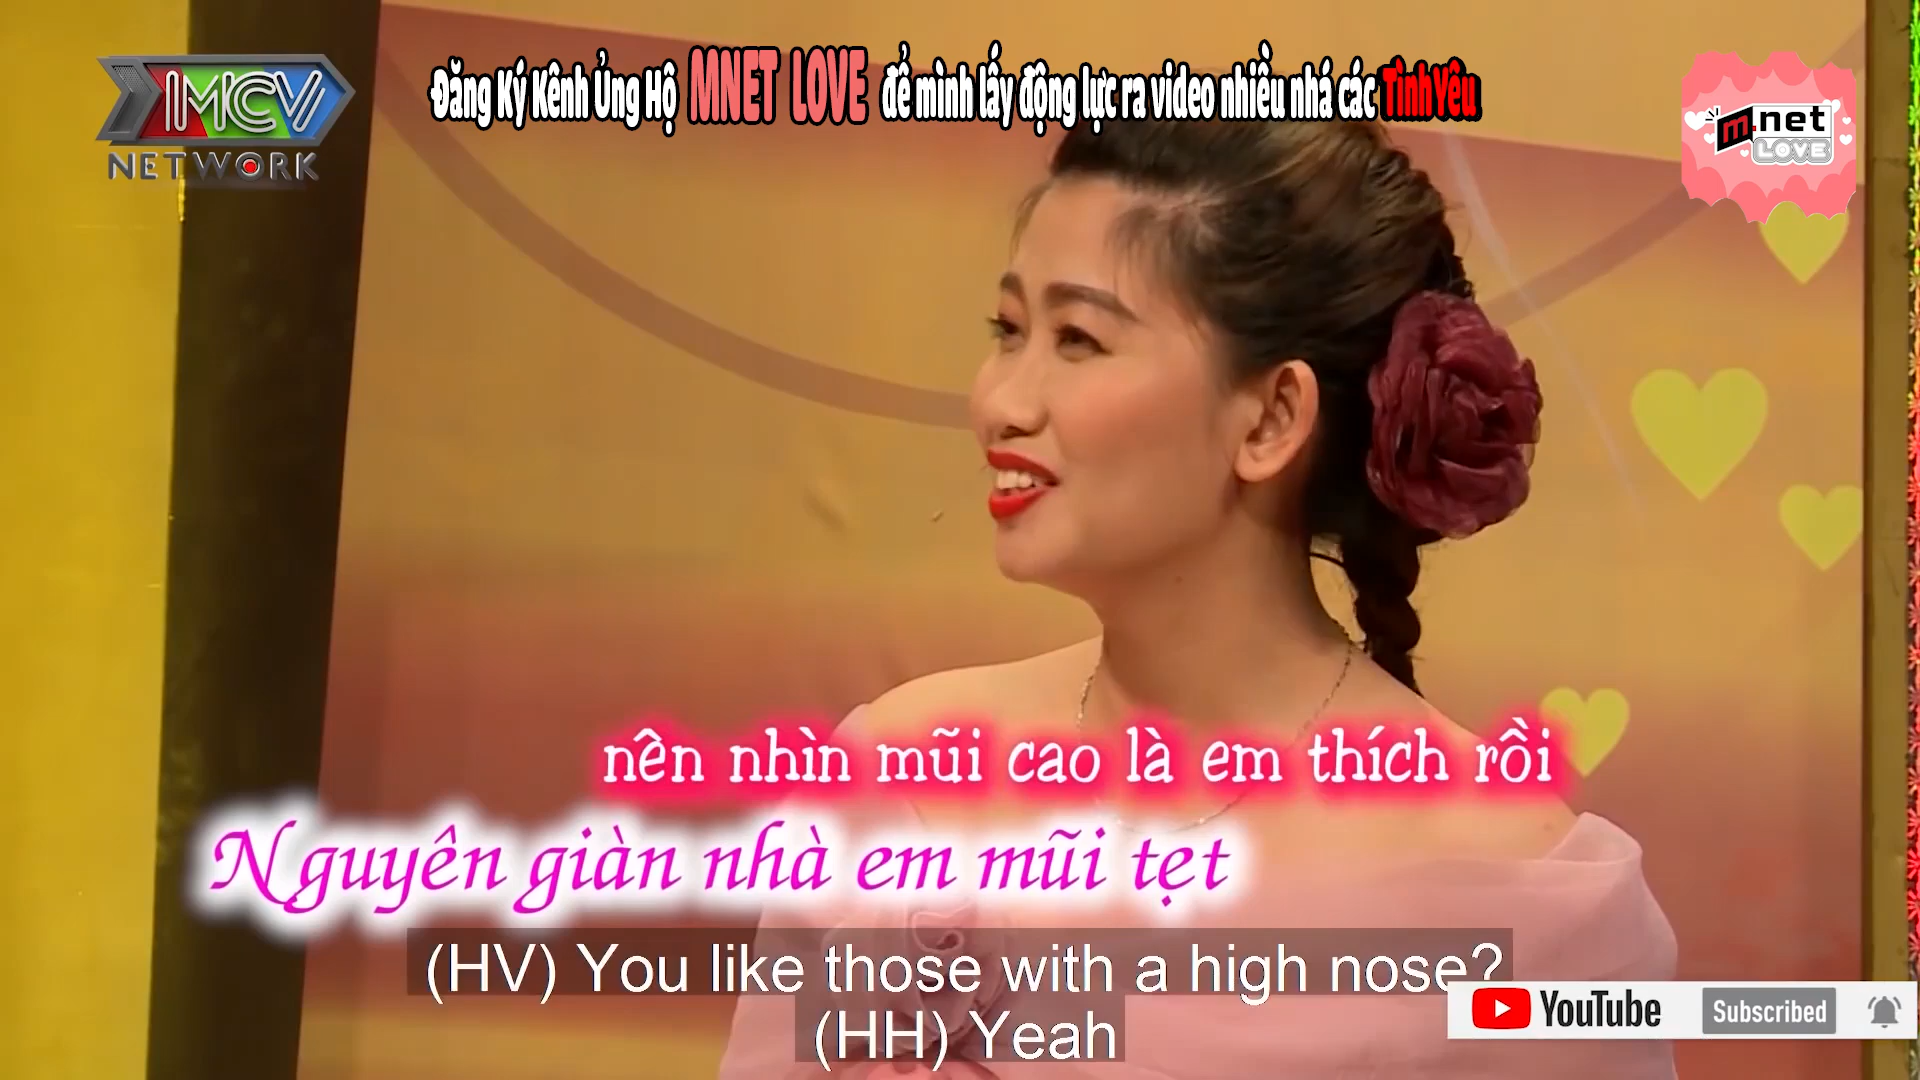 MCV
NETWORK
Đăng Ký Kênh Ủng Hộ MNET LOVE để mình lấy động lực ra video nhiều nhá các TìnhYêu
m.net
LOVE
nên nhìn mũi cao là em thích rồi
Nguyên giàn nhà em mũi tẹt
(HV) You like those with a high nose?
(HH) Yeah
YouTube Subscribed